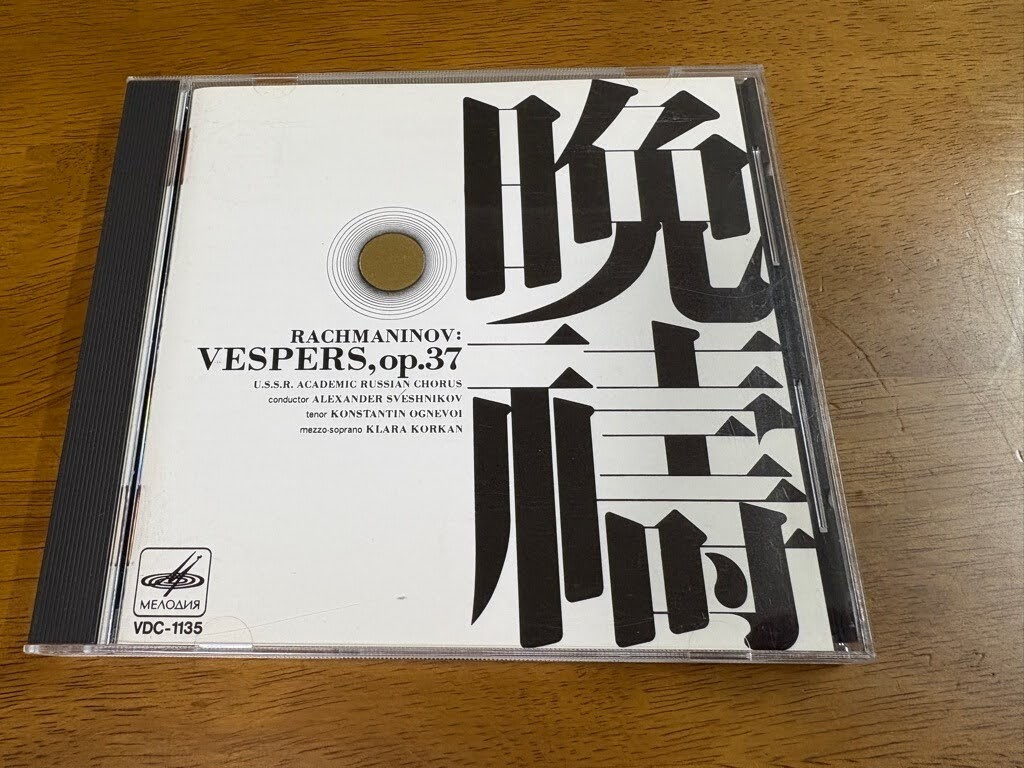 晩禱
RACHMANINOV:
VESPERS, op.37
U.S.S.R. ACADEMIC RUSSIAN CHORUS
conductor ALEXANDER SVESHNIKOV
tenor KONSTANTIN OGNEVOI
mezzo-soprano KLARA KORKAN
МЕЛОДИЯ
VDC-1135